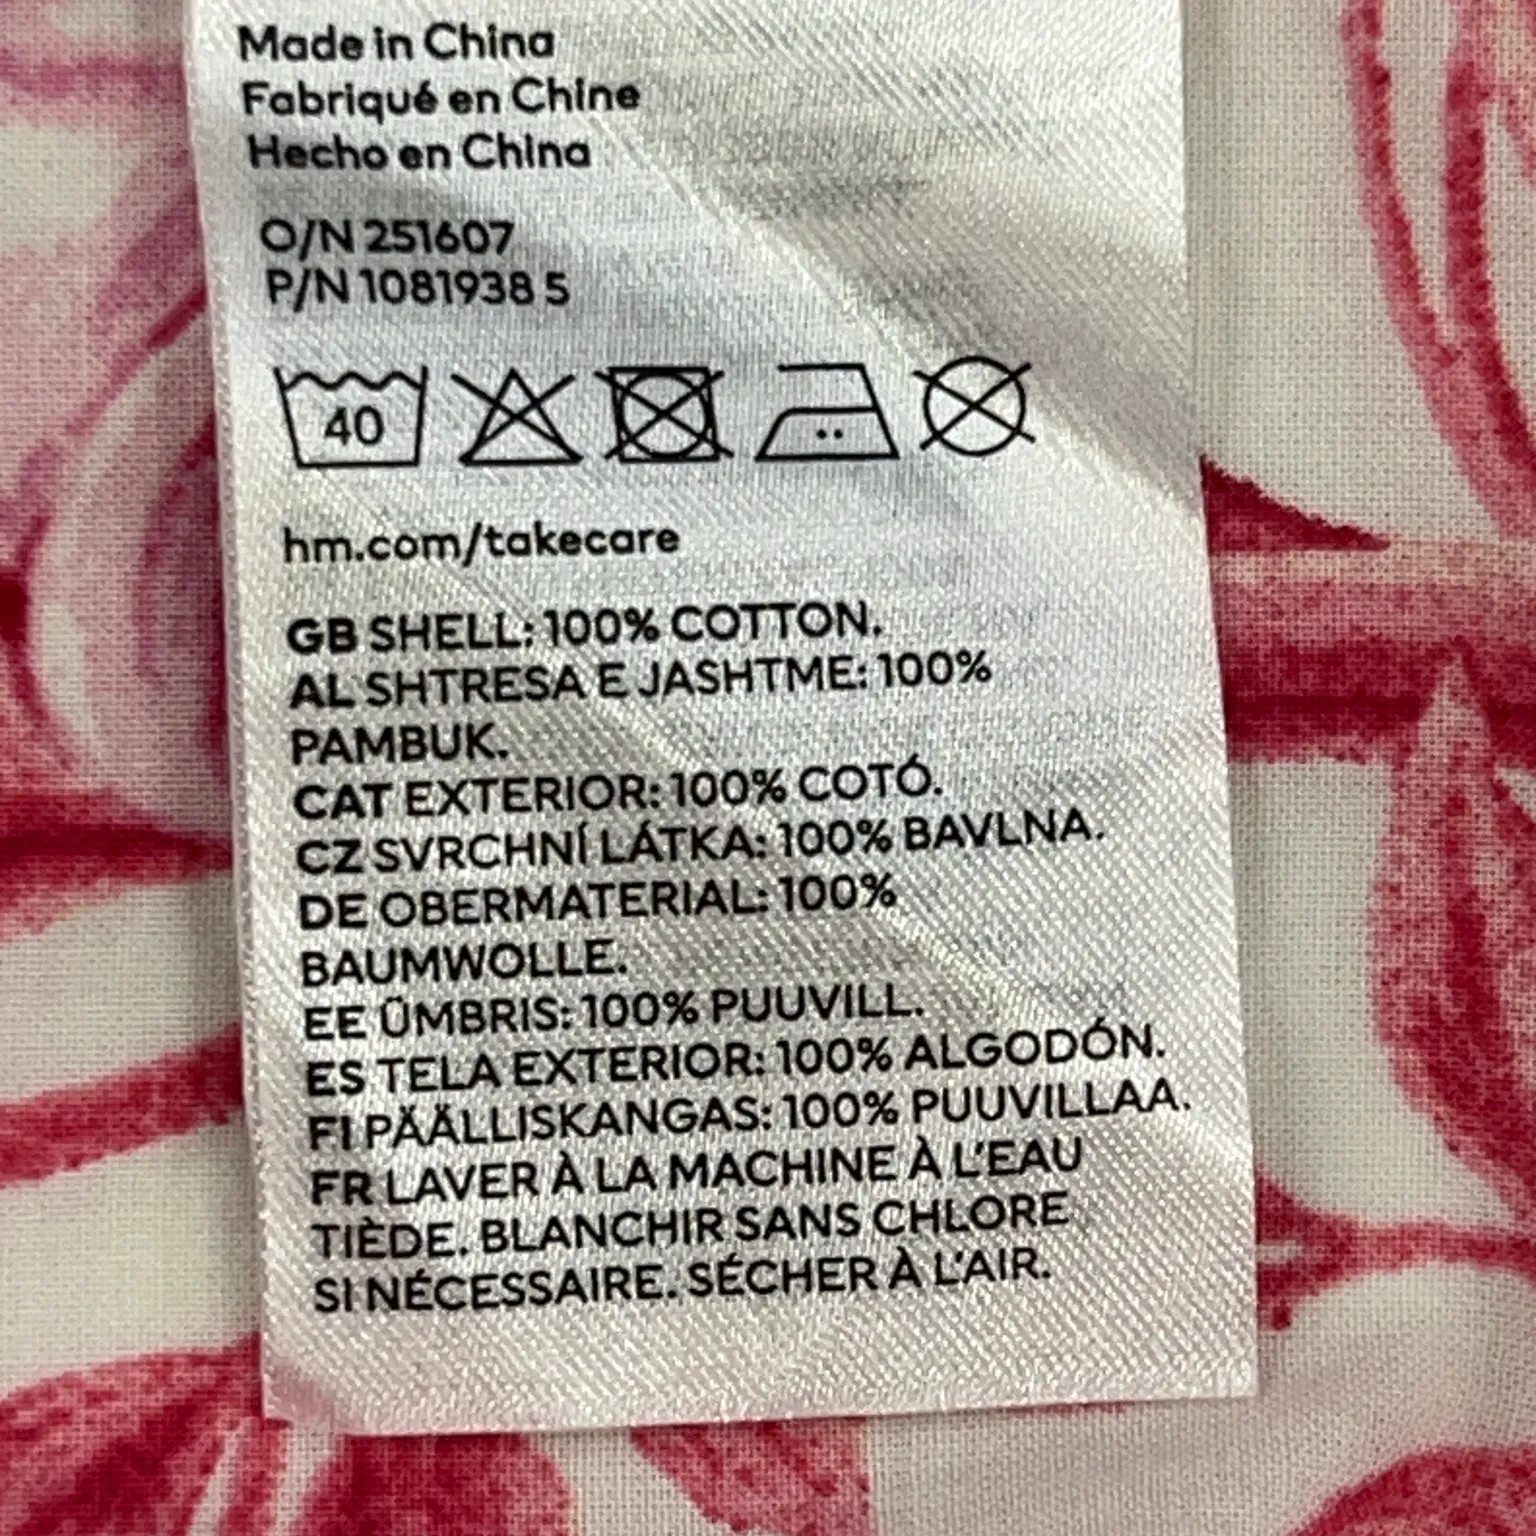 Made in China
Fabriqué en Chine
Hecho en China
O/N 251607
P/N 1081938 5
40
hm.com/takecare
GB SHELL: 100% COTTON.
AL SHTRESA E JASHTME: 100%
PAMBUK.
CAT EXTERIOR: 100% COTÓ.
CZ SVRCHNÍ LÁTKA: 100% BAVLNA.
DE OBERMATERIAL: 100%
BAUMWOLLE.
EE ÜMBRIS: 100% PUUVILL.
ES TELA EXTERIOR: 100% ALGODÓN.
FI PÄÄLLISKANGAS: 100% PUUVILLAA.
FR LAVER À LA MACHINE À L'EAU
TIÈDE. BLANCHIR SANS CHLORE
SI NÉCESSAIRE. SÉCHER À L'AIR.